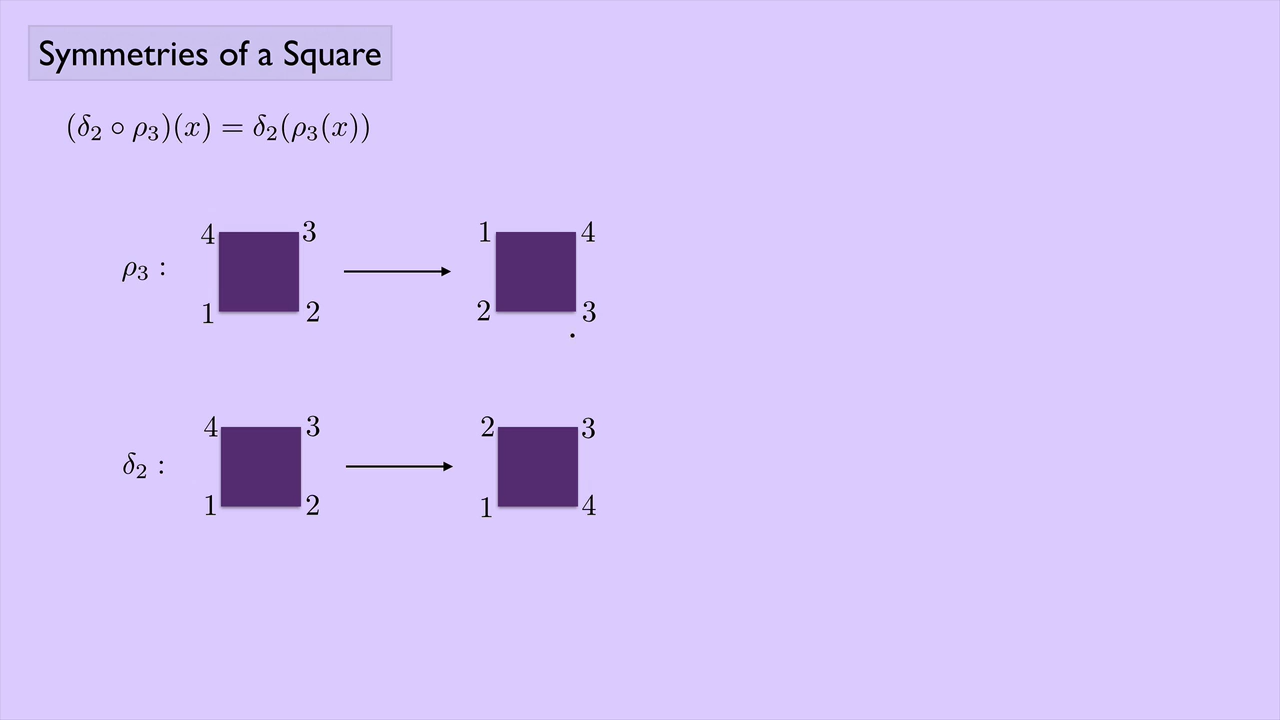 Symmetries of a Square
(δ₂ ∘ ρ₃)(x) = δ₂(ρ₃(x))
4 3 1 4
ρ₃ :
1 2 2 3
4 3 2 3
δ₂ :
1 2 1 4